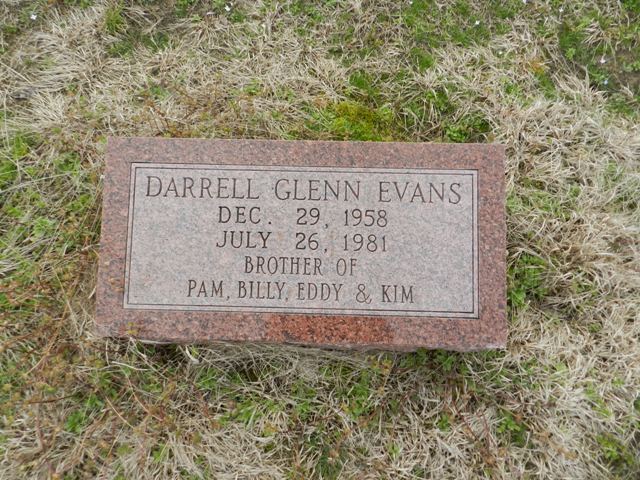 DARRELL GLENN EVANS
DEC. 29, 1958
JULY 26, 1981
BROTHER OF
PAM, BILLY, EDDY & KIM